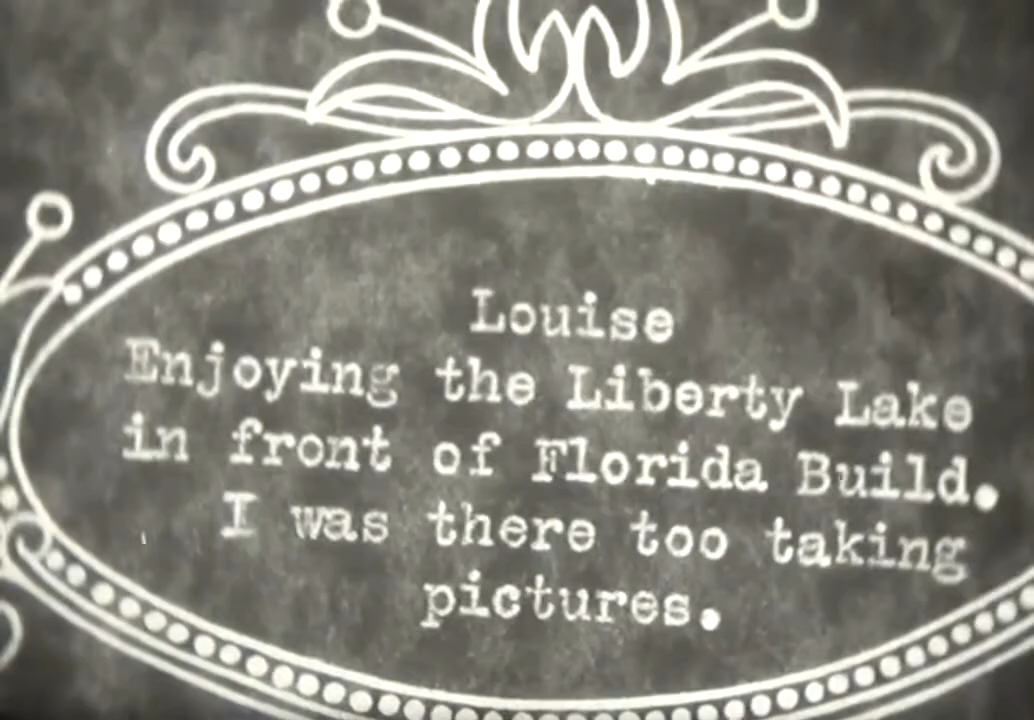 Louise
Enjoying the Liberty Lake
in front of Florida Build.
I was there too taking
pictures.